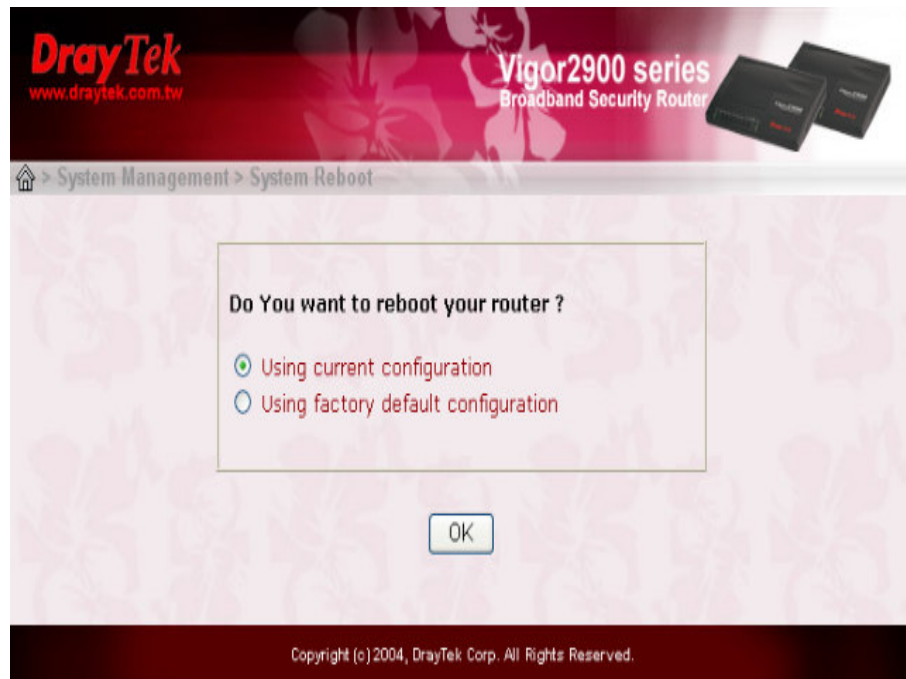 DrayTek
www.draytek.com.tw
Vigor2900 series
Broadband Security Router
> System Management > System Reboot
Do You want to reboot your router ?
Using current configuration
Using factory default configuration
OK
Copyright (c) 2004, DrayTek Corp. All Rights Reserved.